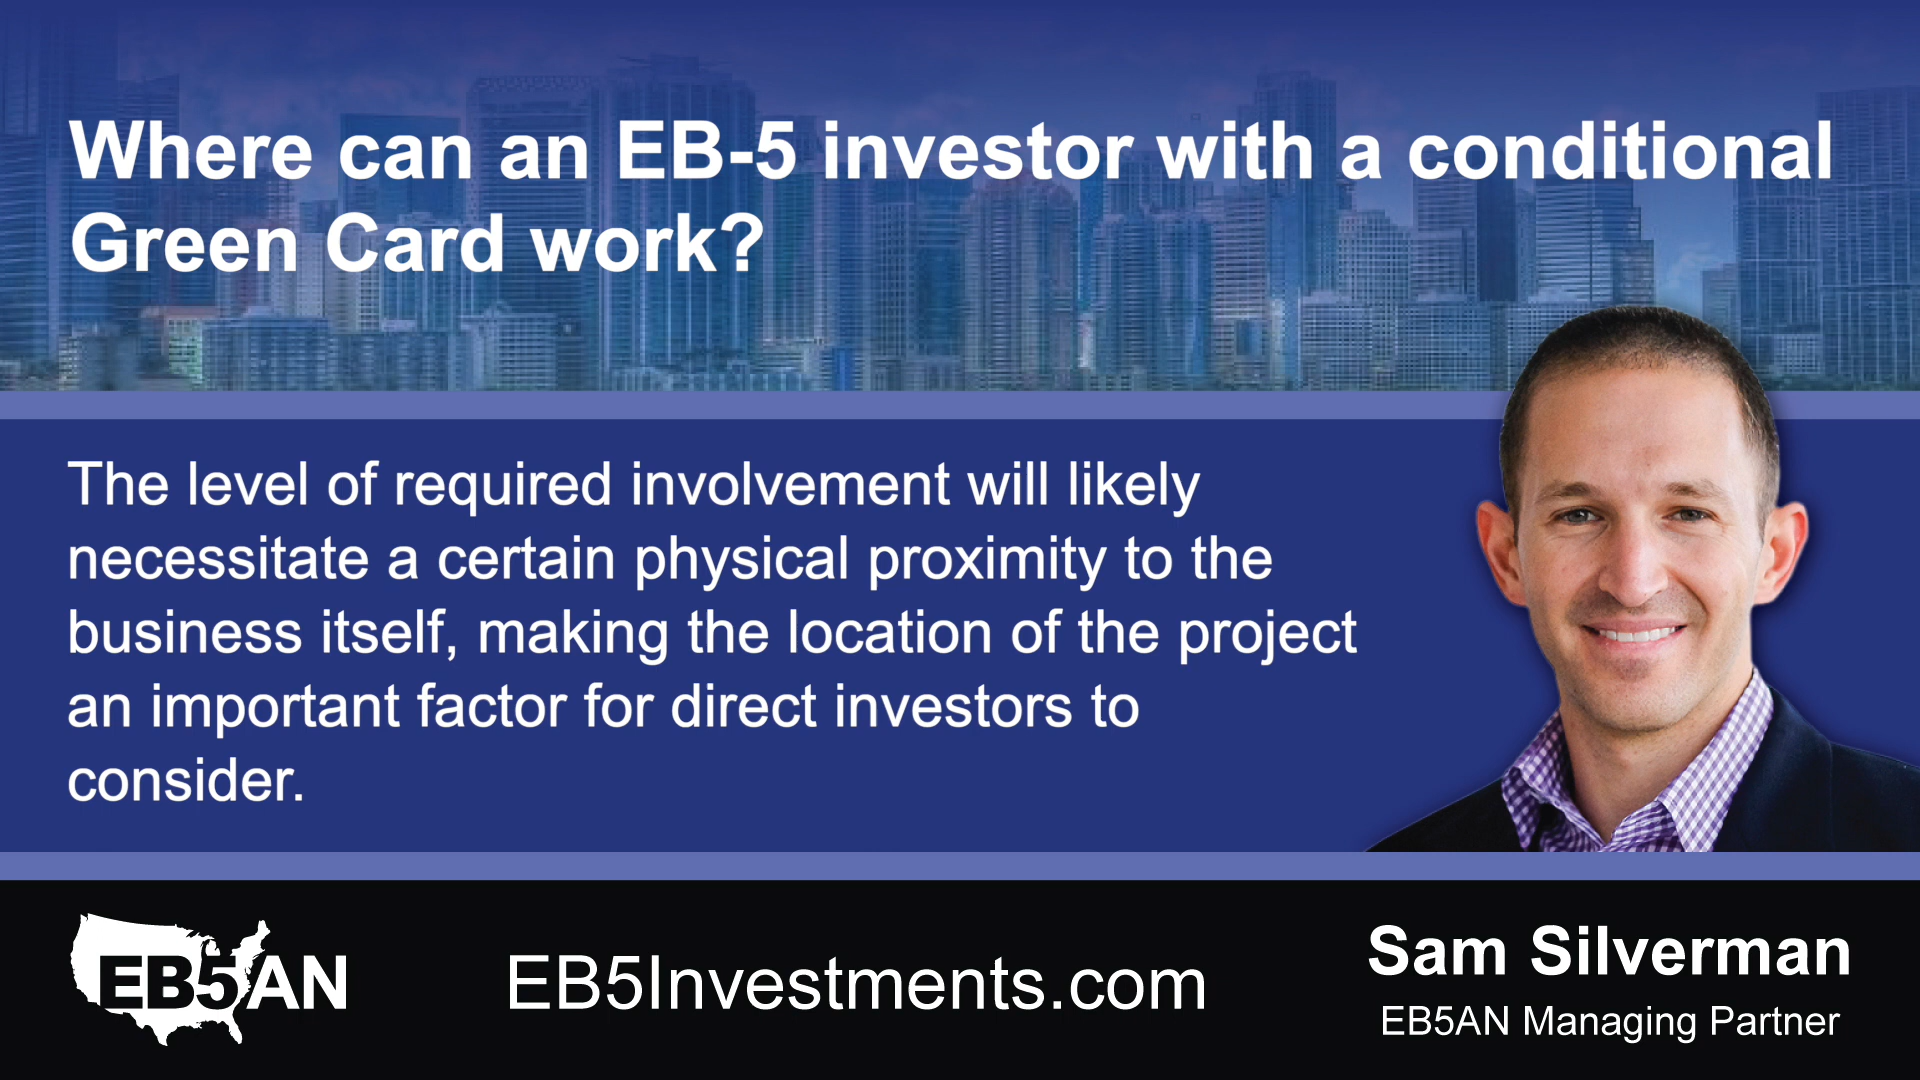 Where can an EB-5 investor with a conditional
Green Card work?
The level of required involvement will likely
necessitate a certain physical proximity to the
business itself, making the location of the project
an important factor for direct investors to
consider.
EB5AN
EB5Investments.com
Sam Silverman
EB5AN Managing Partner